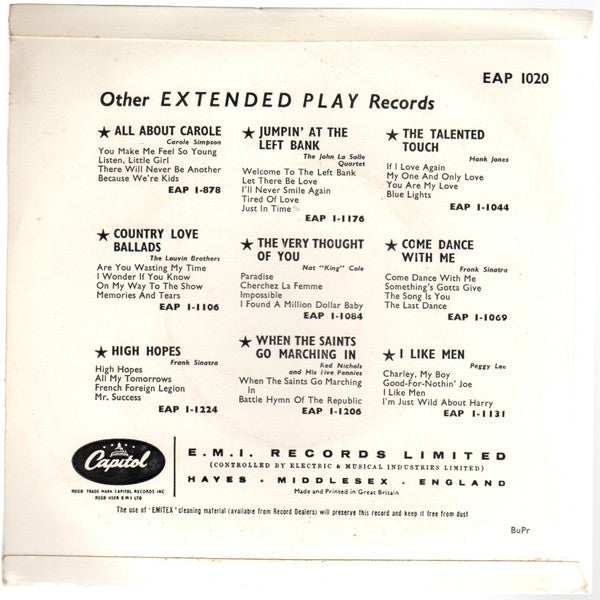 EAP 1020
Other EXTENDED PLAY Records
★ ALL ABOUT CAROLE
Carole Simpson
You Make Me Feel So Young
Listen, Little Girl
There Will Never Be Another
Because We're Kids
EAP 1-878
★ JUMPIN' AT THE
LEFT BANK
The John La Salle
Quartet
Welcome To The Left Bank
Let There Be Love
I'll Never Smile Again
Tired Of Love
Just In Time
EAP 1-1176
★ THE TALENTED
TOUCH
Hank Jones
If I Love Again
My One And Only Love
You Are My Love
Blue Lights
EAP 1-1044
★ COUNTRY LOVE
BALLADS
The Louvin Brothers
Are You Wasting My Time
I Wonder If You Know
On My Way To The Show
Memories And Tears
EAP 1-1106
★ THE VERY THOUGHT
OF YOU
Nat "King" Cole
Paradise
Cherchez La Femme
Impossible
I Found A Million Dollar Baby
EAP 1-1084
★ COME DANCE
WITH ME
Frank Sinatra
Come Dance With Me
Something's Gotta Give
The Song Is You
The Last Dance
EAP 1-1069
★ HIGH HOPES
Frank Sinatra
High Hopes
All My Tomorrows
French Foreign Legion
Mr. Success
EAP 1-1224
★ WHEN THE SAINTS
GO MARCHING IN
Red Nichols
and His Five Pennies
When The Saints Go Marching
In
Battle Hymn Of The Republic
EAP 1-1206
★ I LIKE MEN
Peggy Lee
Charley, My Boy
Good-For-Nothin' Joe
I Like Men
I'm Just Wild About Harry
EAP 1-1131
Capitol
REGD TRADE MARK CAPITOL RECORDS INC
REGD USER E.M.I LTD
E.M.I. RECORDS LIMITED
(CONTROLLED BY ELECTRIC & MUSICAL INDUSTRIES LIMITED)
HAYES · MIDDLESEX · ENGLAND
Made and Printed in Great Britain
The use of 'EMITEX' cleaning material (available from Record Dealers) will preserve this record and keep it free from dust
BuPr